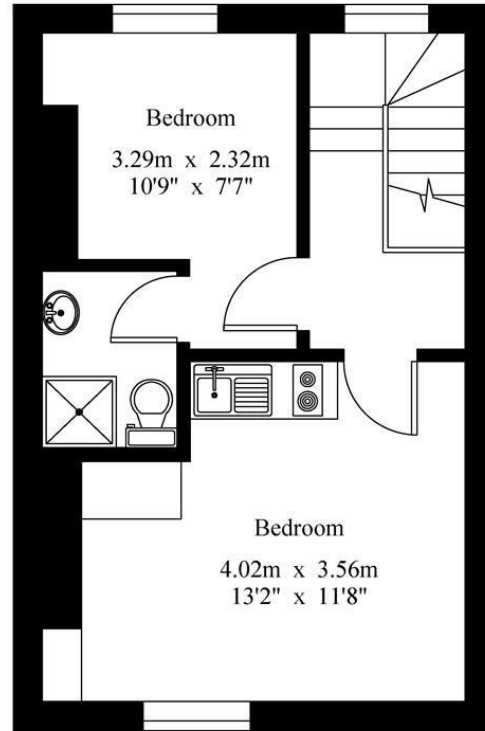 Bedroom
3.29m x 2.32m
10'9" x 7'7"
Bedroom
4.02m x 3.56m
13'2" x 11'8"